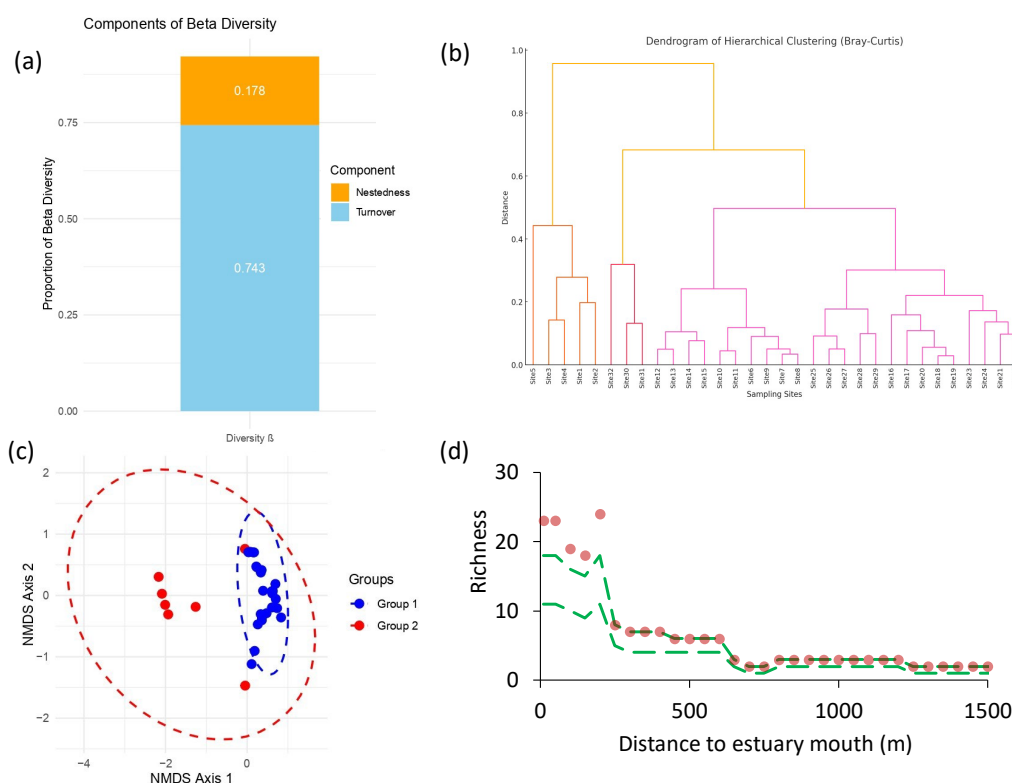 Components of Beta Diversity
(a)
Proportion of Beta Diversity
0.75
0.50
0.25
0.00
0.178
0.743
Diversity ß
Component
Nestedness
Turnover
(b)
Dendrogram of Hierarchical Clustering (Bray-Curtis)
Distance
1.0
0.8
0.6
0.4
0.2
0.0
Site5
Site3
Site4
Site1
Site2
Site32
Site30
Site31
Site12
Site13
Site14
Site15
Site10
Site11
Site6
Site9
Site7
Site8
Site25
Site26
Site27
Site28
Site29
Site16
Site17
Site20
Site18
Site19
Site23
Site24
Site21
Sampling Sites
(c)
NMDS Axis 2
2
1
0
−1
−2
−4
−2
0
NMDS Axis 1
Groups
Group 1
Group 2
(d)
Richness
30
20
10
0
0
500
1000
1500
Distance to estuary mouth (m)